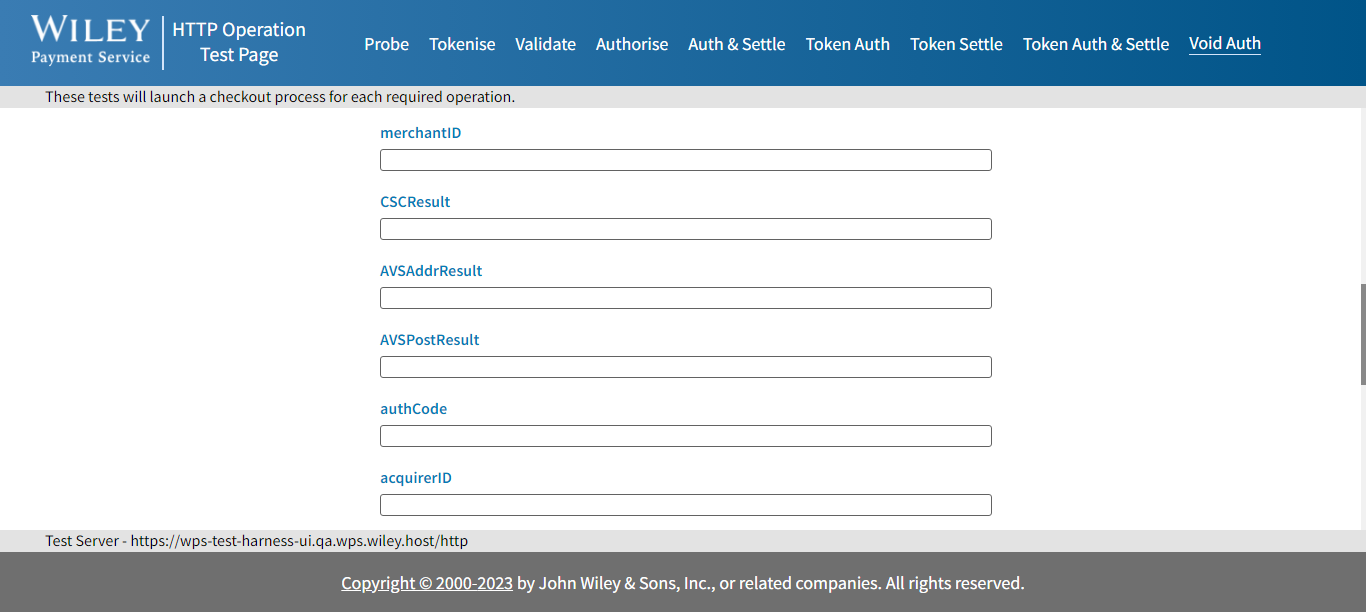 WILEY
Payment Service
HTTP Operation
Test Page
Probe Tokenise Validate Authorise Auth & Settle Token Auth Token Settle Token Auth & Settle Void Auth
These tests will launch a checkout process for each required operation.
merchantID
CSCResult
AVSAddrResult
AVSPostResult
authCode
acquirerID
Test Server - https://wps-test-harness-ui.qa.wps.wiley.host/http
Copyright © 2000-2023 by John Wiley & Sons, Inc., or related companies. All rights reserved.